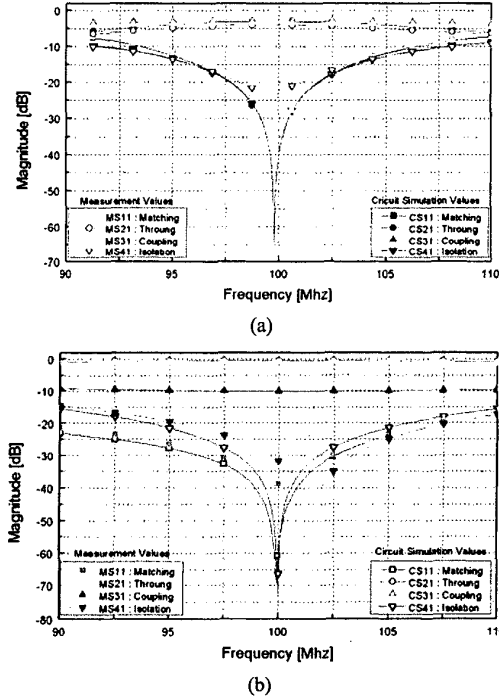 0
-10
-20
-30
-40
-50
-60
-70
Magnitude [dB]
Measurement Values
MS11 : Matching
MS21 : Throung
MS31 : Coupling
MS41 : Isolation
Cricuit Simulation Values
CS11 : Matching
CS21 : Throung
CS31 : Coupling
CS41 : Isolation
90
95
100
105
110
Frequency [Mhz]
(a)
0
-10
-20
-30
-40
-50
-60
-70
-80
Magnitude [dB]
Measurement Values
MS11 : Matching
MS21 : Throung
MS31 : Coupling
MS41 : Isolation
Circuit Simulation Values
CS11 : Matching
CS21 : Throung
CS31 : Coupling
CS41 : Isolation
90
95
100
105
Frequency [Mhz]
(b)